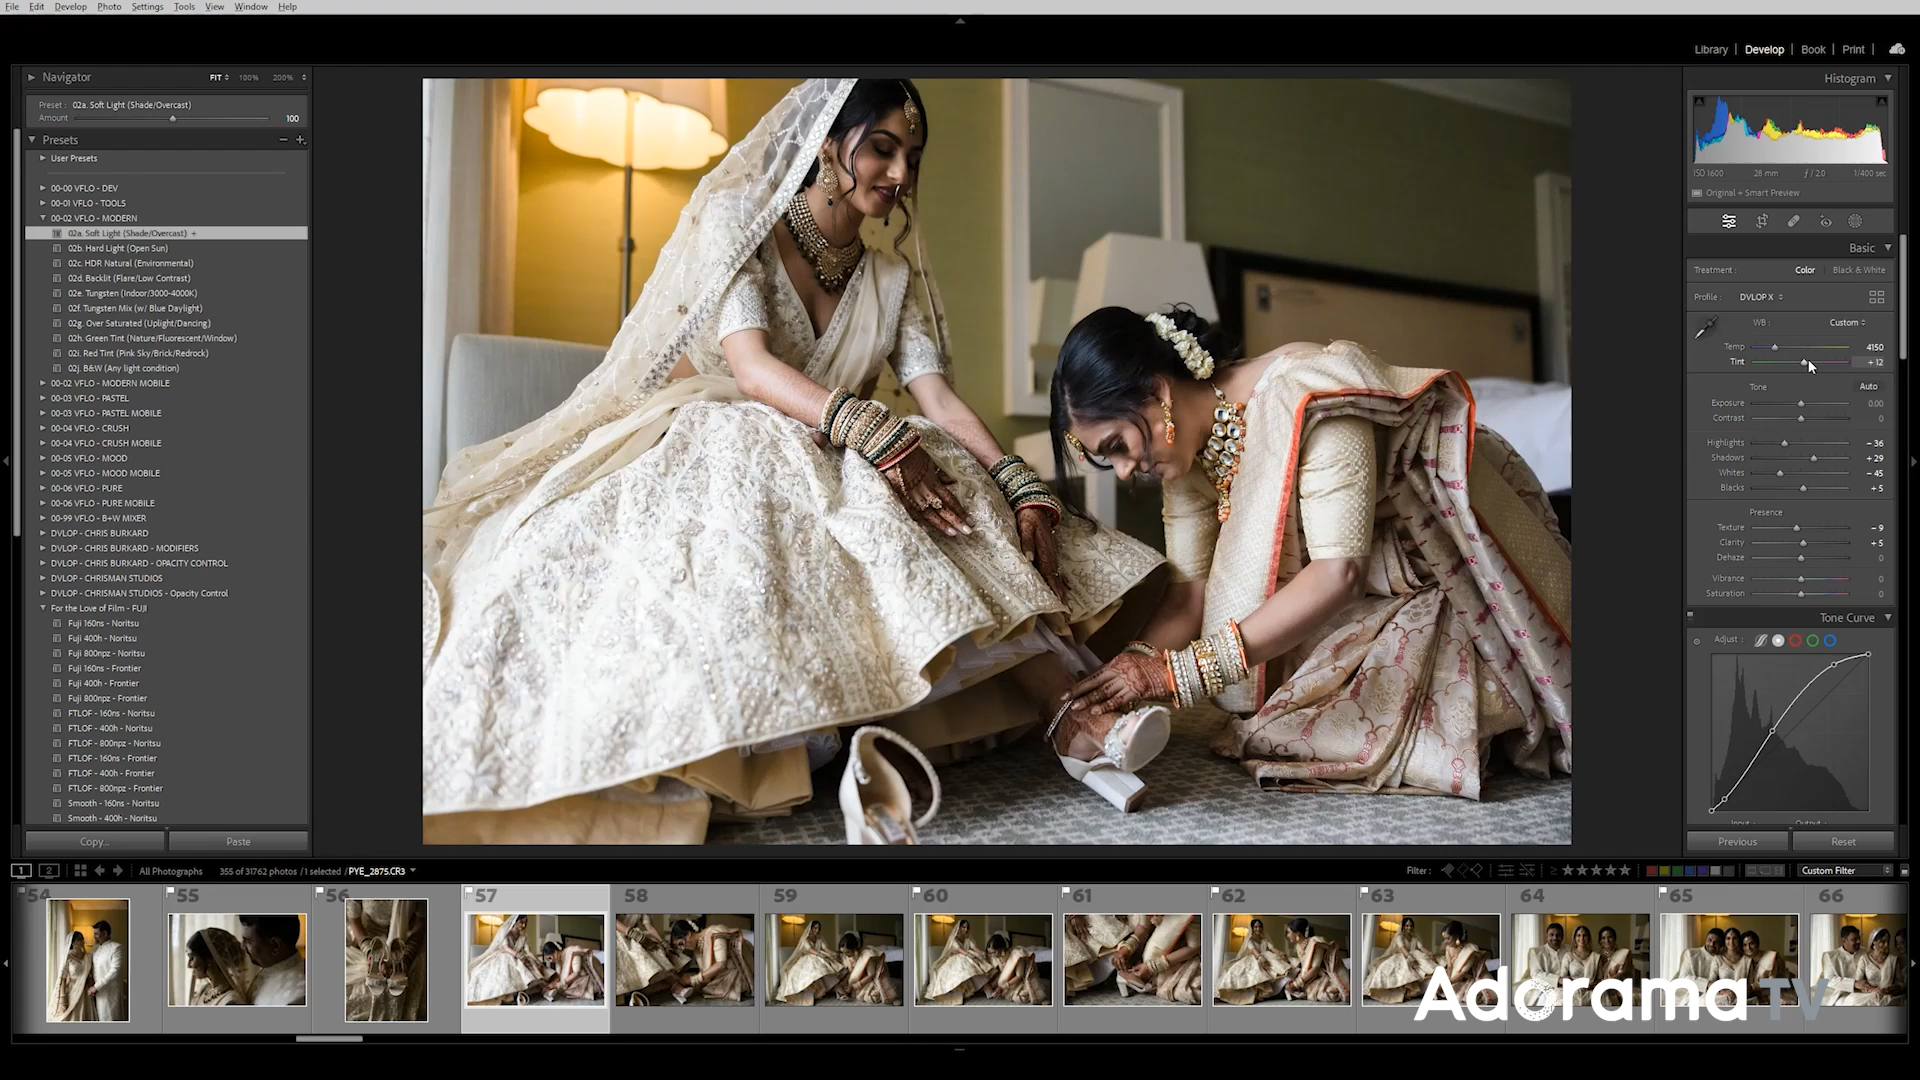 File Edit Develop Photo Settings Tools View Window Help
Library | Develop | Book | Print |
Navigator FIT 100% 200%
Preset : 02a. Soft Light (Shade/Overcast)
Amount 100
Presets
User Presets
00-00 VFLO - DEV
00-01 VFLO - TOOLS
00-02 VFLO - MODERN
02a. Soft Light (Shade/Overcast) +
02b. Hard Light (Open Sun)
02c. HDR Natural (Environmental)
02d. Backlit (Flare/Low Contrast)
02e. Tungsten (Indoor/3000-4000K)
02f. Tungsten Mix (w/ Blue Daylight)
02g. Over Saturated (Uplight/Dancing)
02h. Green Tint (Nature/Fluorescent/Window)
02i. Red Tint (Pink Sky/Brick/Redrock)
02j. B&W (Any light condition)
00-02 VFLO - MODERN MOBILE
00-03 VFLO - PASTEL
00-03 VFLO - PASTEL MOBILE
00-04 VFLO - CRUSH
00-04 VFLO - CRUSH MOBILE
00-05 VFLO - MOOD
00-05 VFLO - MOOD MOBILE
00-06 VFLO - PURE
00-06 VFLO - PURE MOBILE
00-99 VFLO - B+W MIXER
DVLOP - CHRIS BURKARD
DVLOP - CHRIS BURKARD - MODIFIERS
DVLOP - CHRIS BURKARD - OPACITY CONTROL
DVLOP - CHRISMAN STUDIOS
DVLOP - CHRISMAN STUDIOS - Opacity Control
For the Love of Film - FUJI
Fuji 160ns - Noritsu
Fuji 400h - Noritsu
Fuji 800npz - Noritsu
Fuji 160ns - Frontier
Fuji 400h - Frontier
Fuji 800npz - Frontier
FTLOF - 160ns - Noritsu
FTLOF - 400h - Noritsu
FTLOF - 800npz - Noritsu
FTLOF - 160ns - Frontier
FTLOF - 400h - Frontier
FTLOF - 800npz - Frontier
Smooth - 160ns - Noritsu
Smooth - 400h - Noritsu
Copy... Paste
Histogram
ISO 1600 28 mm ƒ / 2.0 1/400 sec
Original + Smart Preview
Basic
Treatment : Color Black & White
Profile : DVLOP X
WB : Custom
Temp 4150
Tint + 12
Tone Auto
Exposure 0.00
Contrast 0
Highlights - 36
Shadows + 29
Whites - 45
Blacks + 5
Presence
Texture - 9
Clarity + 5
Dehaze 0
Vibrance 0
Saturation 0
Tone Curve
Adjust :
Input : Output :
Previous Reset
1 2 All Photographs 355 of 31762 photos / 1 selected / PYE_2875.CR3 Filter : ≥ ★★★★★ Custom Filter
54 55 56 57 58 59 60 61 62 63 64 65 66
Adorama TV